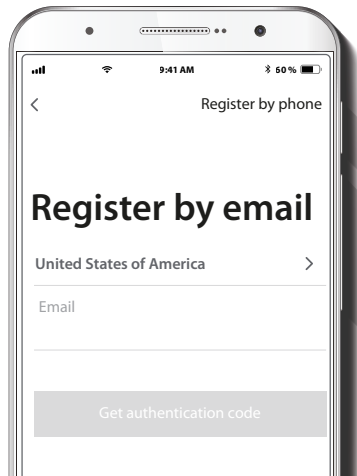 9:41 AM
60 %
Register by phone
Register by email
United States of America
Email
Get authentication code